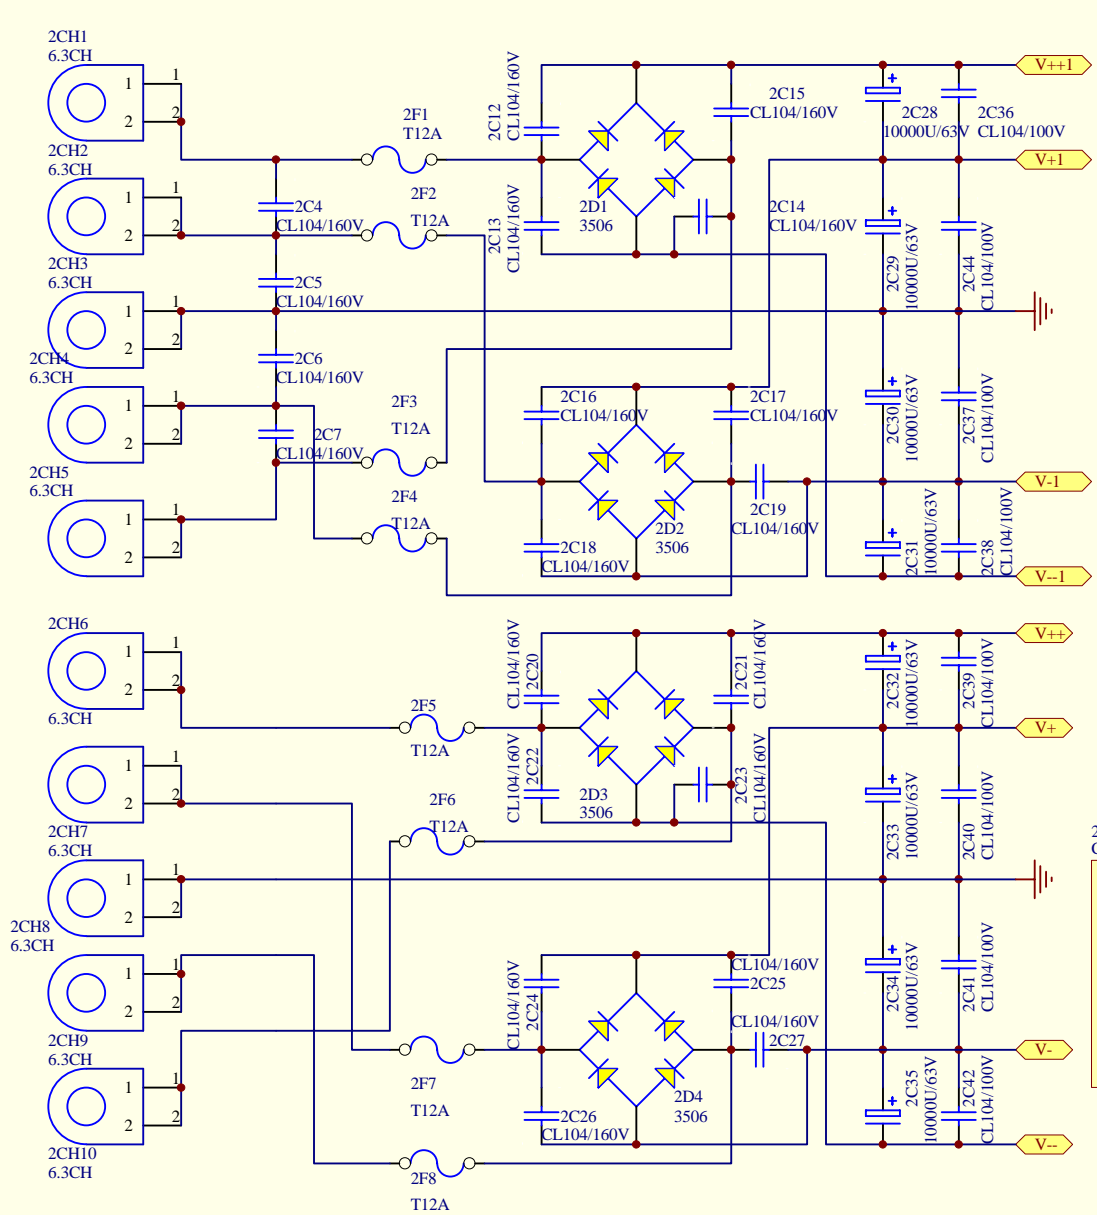 2CH1
6.3CH
1
1
2
2
2CH2
6.3CH
1
1
2
2
2CH3
6.3CH
1
1
2
2
2CH4
6.3CH
1
1
2
2
2CH5
6.3CH
1
1
2
2
2C4
CL104/160V
2C5
CL104/160V
2C6
CL104/160V
2C7
CL104/160V
2F1
T12A
2F2
T12A
2F3
T12A
2F4
T12A
2C12
CL104/160V
2C13
CL104/160V
2D1
3506
2C15
CL104/160V
2C14
CL104/160V
2C16
CL104/160V
2C17
CL104/160V
2C18
CL104/160V
2D2
3506
2C19
CL104/160V
2C28
10000U/63V
2C36
CL104/100V
2C29
10000U/63V
2C44
CL104/100V
2C30
10000U/63V
2C37
CL104/100V
2C31
10000U/63V
2C38
CL104/100V
V++1
V+1
V-1
V--1
2CH6
1
1
2
2
6.3CH
1
1
2
2
2CH7
6.3CH
1
1
2
2
2CH8
6.3CH
1
1
2
2
2CH9
6.3CH
1
1
2
2
2CH10
6.3CH
2F5
T12A
2F6
T12A
2F7
T12A
2F8
T12A
CL104/160V
2C20
CL104/160V
2C22
2D3
3506
2C21
CL104/160V
2C23
CL104/160V
CL104/160V
2C24
CL104/160V
2C25
CL104/160V
2C27
2C26
CL104/160V
2D4
3506
2C32
10000U/63V
2C39
CL104/100V
2C33
10000U/63V
2C40
CL104/100V
2C34
10000U/63V
2C41
CL104/100V
2C35
10000U/63V
2C42
CL104/100V
V++
V+
V-
V--